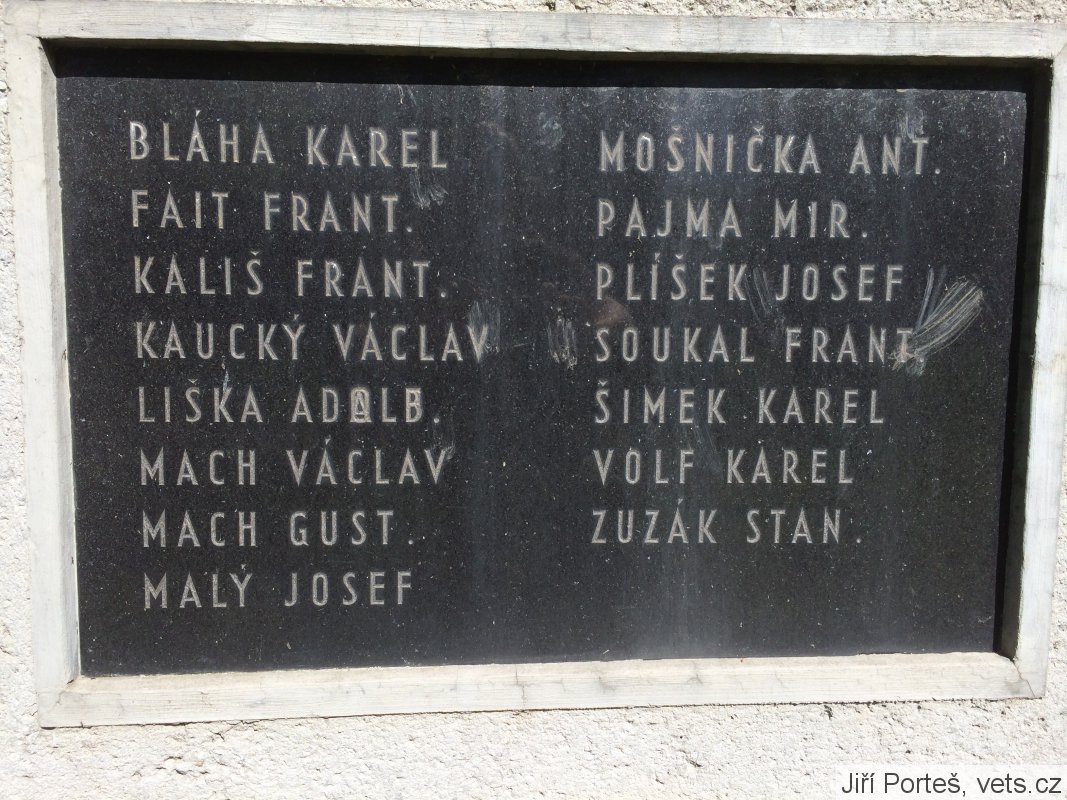 BLÁHA KAREL
FAIT FRANT.
KALIŠ FRANT.
KAUCKÝ VÁCLAV
LIŠKA
MACH VÁCLAV
MACH GUST.
MALÝ JOSEF
MOŠNIČKA ANT.
PAJMA MIR.
PLÍŠEK JOSEF
SOUKAL FRANT
ŠIMEK KAREL
VOLF KAREL
ZUZÁK STAN.
Jiří Porteš, vets.cz